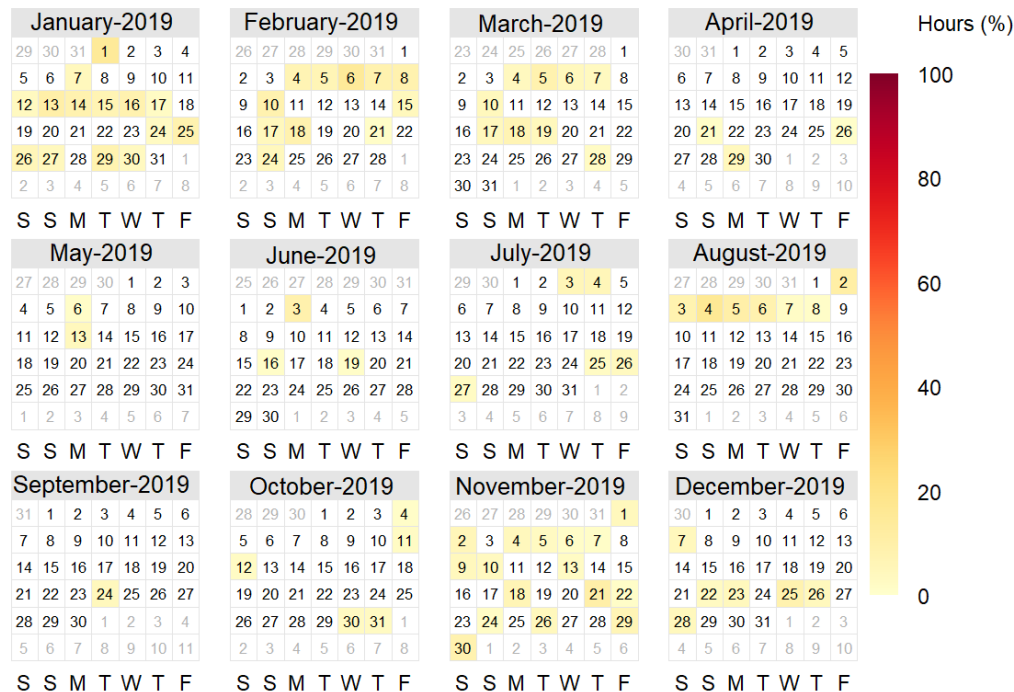 January-2019 February-2019 March-2019 April-2019 Hours (%)
29 30 31 1 2 3 4 26 27 28 29 30 31 1 23 24 25 26 27 28 1 30 31 1 2 3 4 5
5 6 7 8 9 10 11 2 3 4 5 6 7 8 2 3 4 5 6 7 8 6 7 8 9 10 11 12 100
12 13 14 15 16 17 18 9 10 11 12 13 14 15 9 10 11 12 13 14 15 13 14 15 16 17 18 19
19 20 21 22 23 24 25 16 17 18 19 20 21 22 16 17 18 19 20 21 22 20 21 22 23 24 25 26
26 27 28 29 30 31 1 23 24 25 26 27 28 1 23 24 25 26 27 28 29 27 28 29 30 1 2 3
2 3 4 5 6 7 8 2 3 4 5 6 7 8 30 31 1 2 3 4 5 4 5 6 7 8 9 10 80
S S M T W T F S S M T W T F S S M T W T F S S M T W T F
May-2019 June-2019 July-2019 August-2019
27 28 29 30 1 2 3 25 26 27 28 29 30 31 28 29 30... 1 2 3 4 5 27 28 29 30 31 1 2 60
4 5 6 7 8 9 10 1 2 3 4 5 6 7 6 7 8 9 10 11 12 3 4 5 6 7 8 9
11 12 13 14 15 16 17 8 9 10 11 12 13 14 13 14 15 16 17 18 19 10 11 12 13 14 15 16
18 19 20 21 22 23 24 15 16 17 18 19 20 21 20 21 22 23 24 25 26 17 18 19 20 21 22 23
25 26 27 28 29 30 31 22 23 24 25 26 27 28 27 28 29 30 31 1 2 24 25 26 27 28 29 30 40
1 2 3 4 5 6 7 29 30 1 2 3 4 5 3 4 5 6 7 8 9 31 1 2 3 4 5 6
S S M T W T F S S M T W T F S S M T W T F S S M T W T F
September-2019 October-2019 November-2019 December-2019 20
31 1 2 3 4 5 6 28 29 30 1 2 3 4 26 27 28 29 30 31 1 30 1 2 3 4 5 6
7 8 9 10 11 12 13 5 6 7 8 9 10 11 2 3 4 5 6 7 8 7 8 9 10 11 12 13
14 15 16 17 18 19 20 12 13 14 15 16 17 18 9 10 11 12 13 14 15 14 15 16 17 18 19 20
21 22 23 24 25 26 27 19 20 21 22 23 24 25 16 17 18 19 20 21 22 21 22 23 24 25 26 27 0
28 29 30 1 2 3 4 26 27 28 29 30 31 1 23 24 25 26 27 28 29 28 29 30 31 1 2 3
5 6 7 8 9 10 11 2 3 4 5 6 7 8 30 1 2 3 4 5 6 4 5 6 7 8 9 10
S S M T W T F S S M T W T F S S M T W T F S S M T W T F